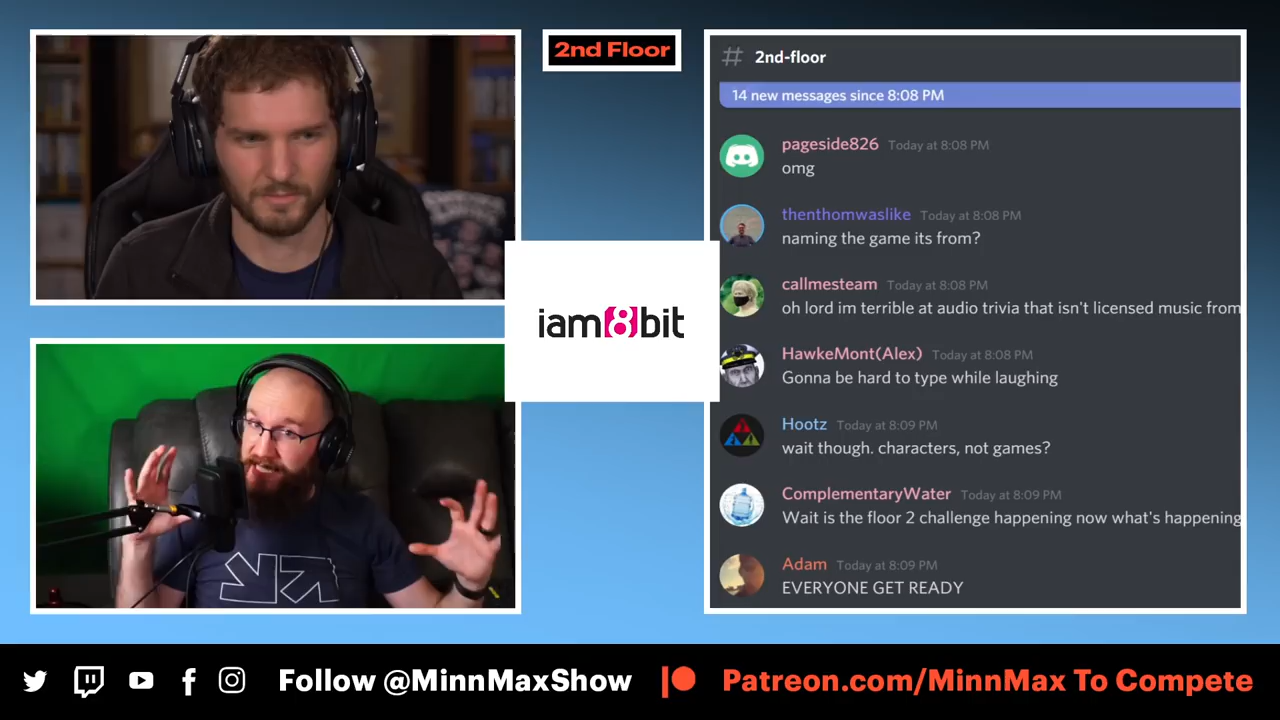 2nd Floor
# 2nd-floor
14 new messages since 8:08 PM
pageside826 Today at 8:08 PM
omg
thenthomwaslike Today at 8:08 PM
naming the game its from?
callmesteam Today at 8:08 PM
oh lord im terrible at audio trivia that isn't licensed music from
HawkeMont(Alex) Today at 8:08 PM
Gonna be hard to type while laughing
Hootz Today at 8:09 PM
wait though. characters, not games?
ComplementaryWater Today at 8:09 PM
Wait is the floor 2 challenge happening now what's happening
Adam Today at 8:09 PM
EVERYONE GET READY
iam8bit
Follow @MinnMaxShow
Patreon.com/MinnMax To Compete